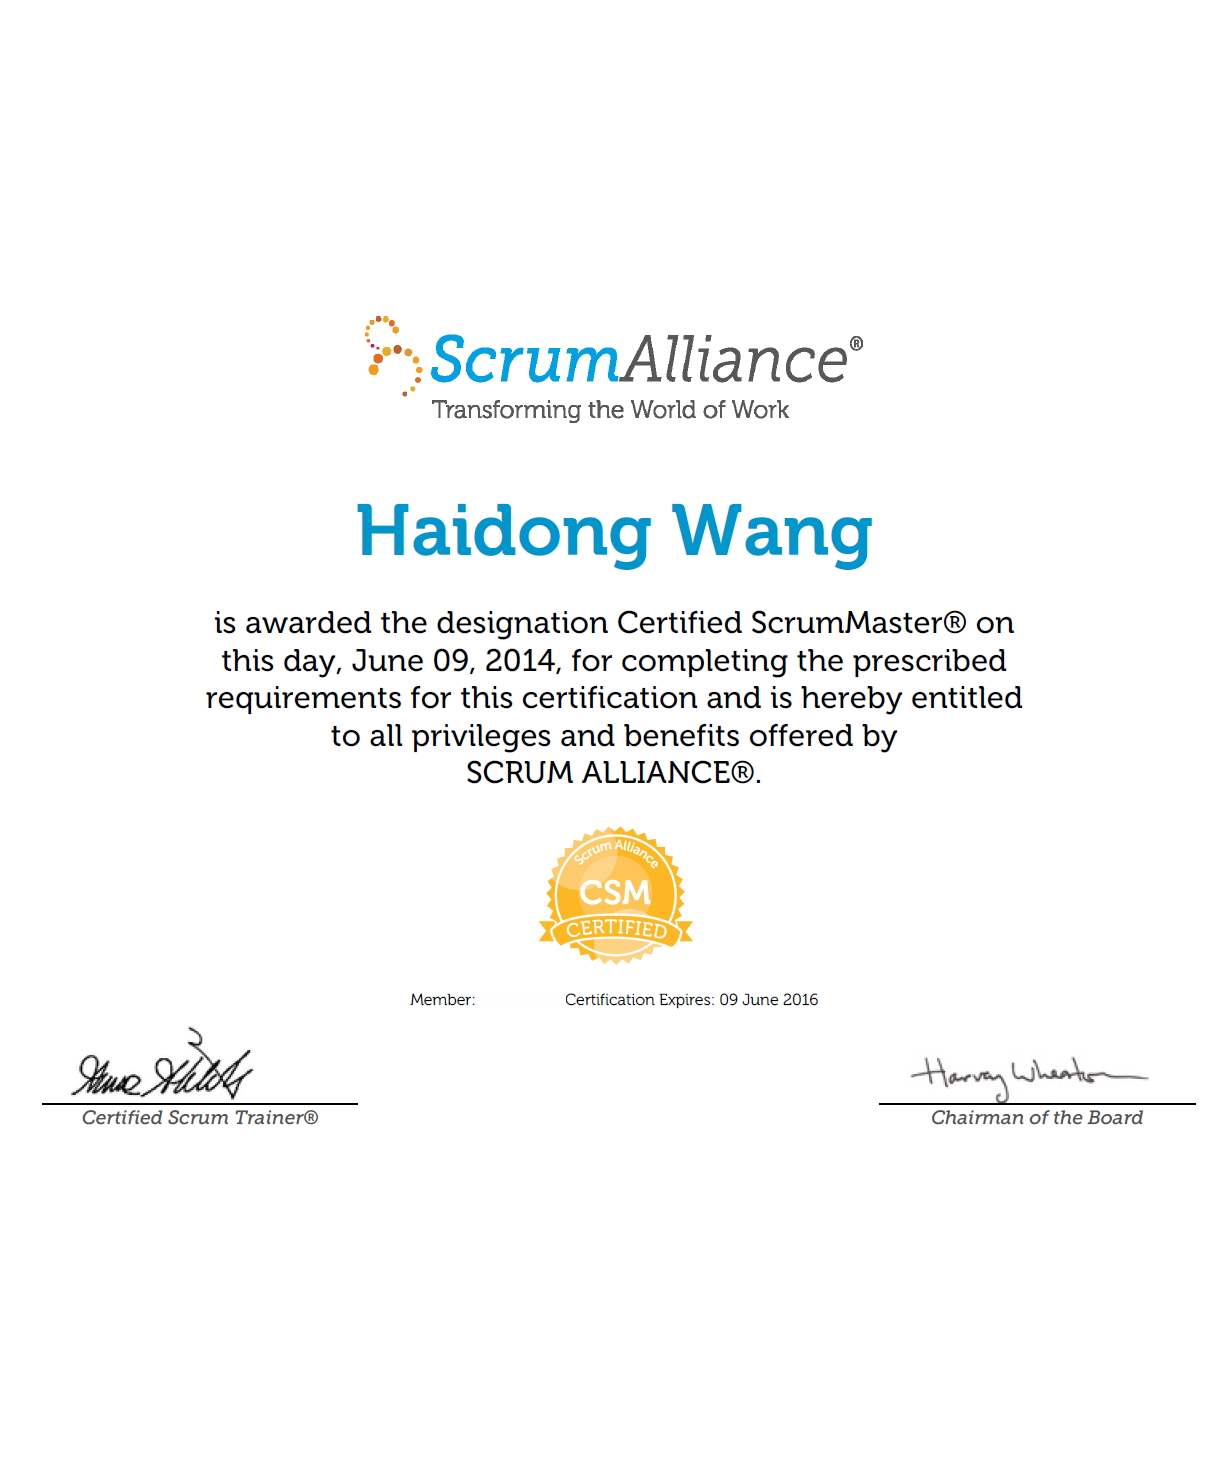 ScrumAlliance®
Transforming the World of Work
Haidong Wang
is awarded the designation Certified ScrumMaster® on
this day, June 09, 2014, for completing the prescribed
requirements for this certification and is hereby entitled
to all privileges and benefits offered by
SCRUM ALLIANCE®.
Scrum Alliance
CSM
CERTIFIED
Member: Certification Expires: 09 June 2016
Harvey Wheaton
Certified Scrum Trainer® Chairman of the Board